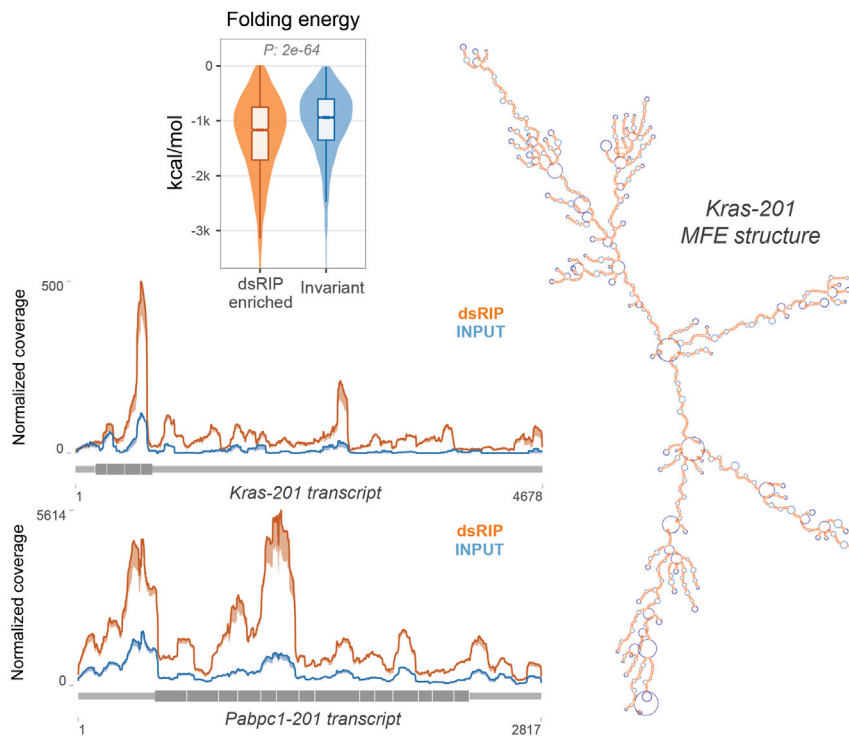 Folding energy
P: 2e-64
kcal/mol
0
-1k
-2k
-3k
dsRIP
enriched
Invariant
Kras-201
MFE structure
Normalized coverage
500
0
dsRIP
INPUT
1
Kras-201 transcript
4678
Normalized coverage
5614
0
dsRIP
INPUT
1
Pabpc1-201 transcript
2817